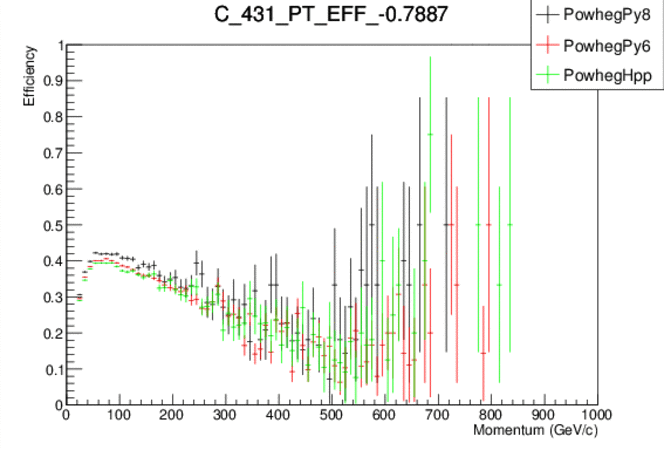 C_431_PT_EFF_-0.7887
PowhegPy8
PowhegPy6
PowhegHpp
Efficiency
1
0.9
0.8
0.7
0.6
0.5
0.4
0.3
0.2
0.1
0
0 100 200 300 400 500 600 700 800 900 1000
Momentum (GeV/c)